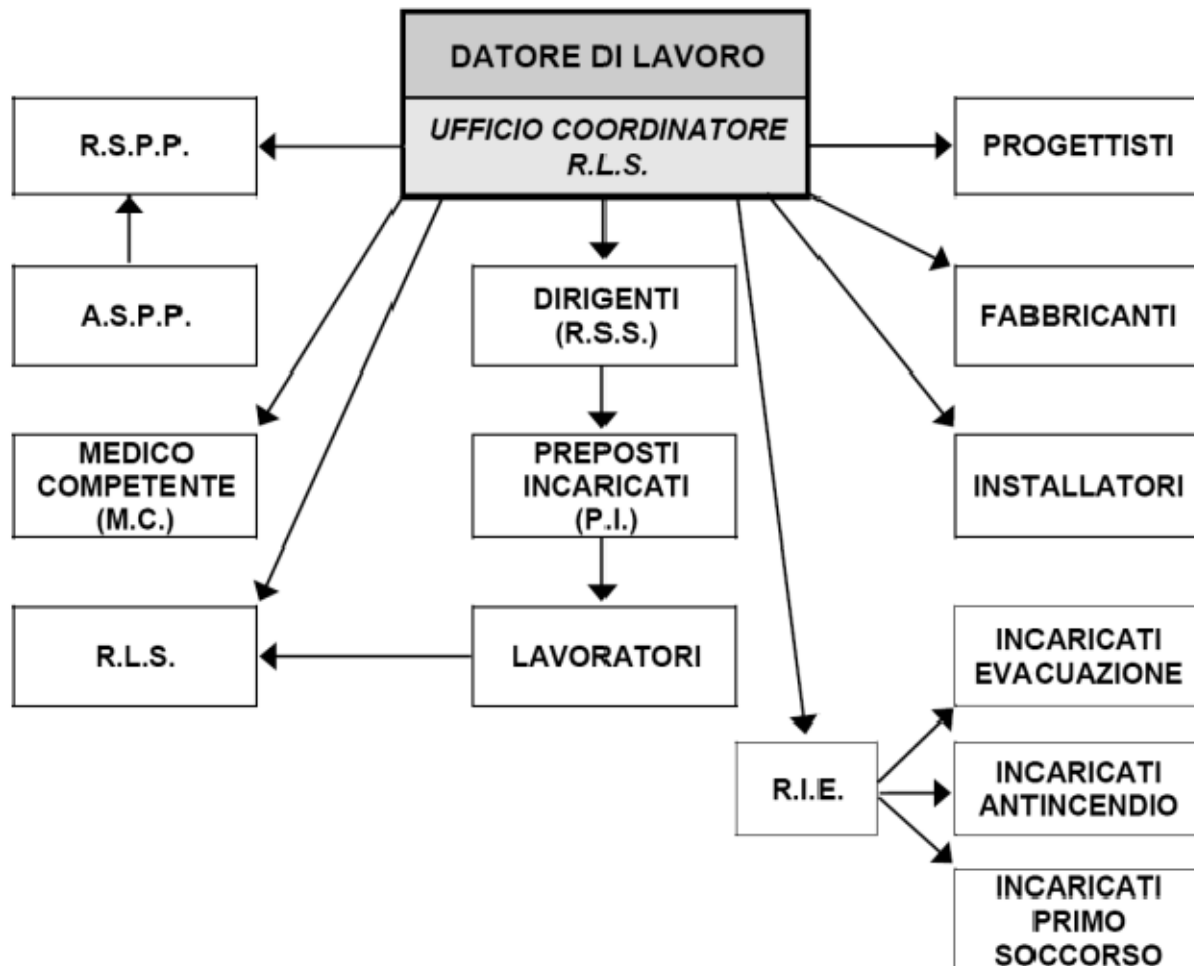 DATORE DI LAVORO
UFFICIO COORDINATORE
R.L.S.
R.S.P.P.
PROGETTISTI
A.S.P.P.
DIRIGENTI
(R.S.S.)
FABBRICANTI
MEDICO
COMPETENTE
(M.C.)
PREPOSTI
INCARICATI
(P.I.)
INSTALLATORI
R.L.S.
LAVORATORI
INCARICATI
EVACUAZIONE
R.I.E.
INCARICATI
ANTINCENDIO
INCARICATI
PRIMO
SOCCORSO